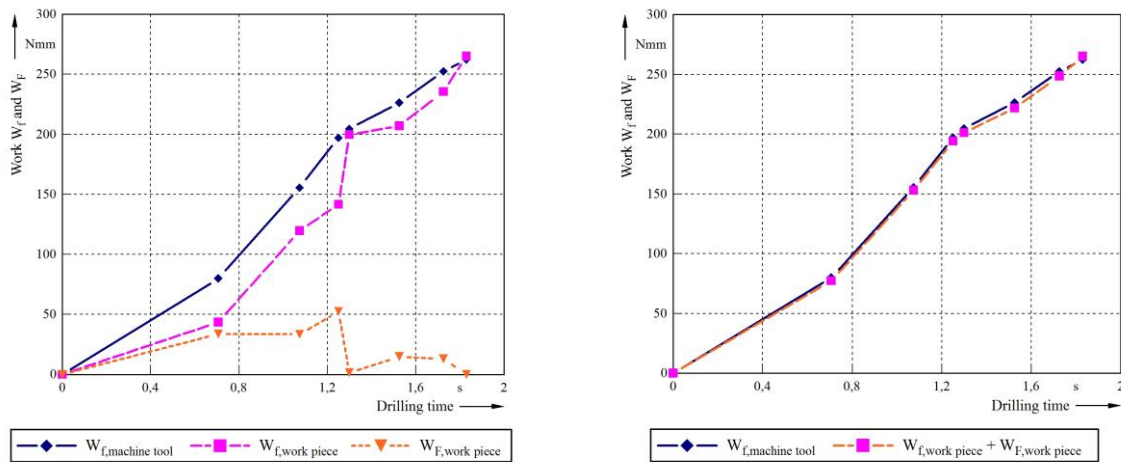 300
Nmm
250
200
150
100
50
0
Work W_f and W_F
0 0,4 0,8 1,2 1,6 s 2
Drilling time
W_f,machine tool W_f,work piece W_F,work piece
300
Nmm
250
200
150
100
50
0
Work W_f and W_F
0 0,4 0,8 1,2 1,6 s 2
Drilling time
W_f,machine tool W_f,work piece + W_F,work piece